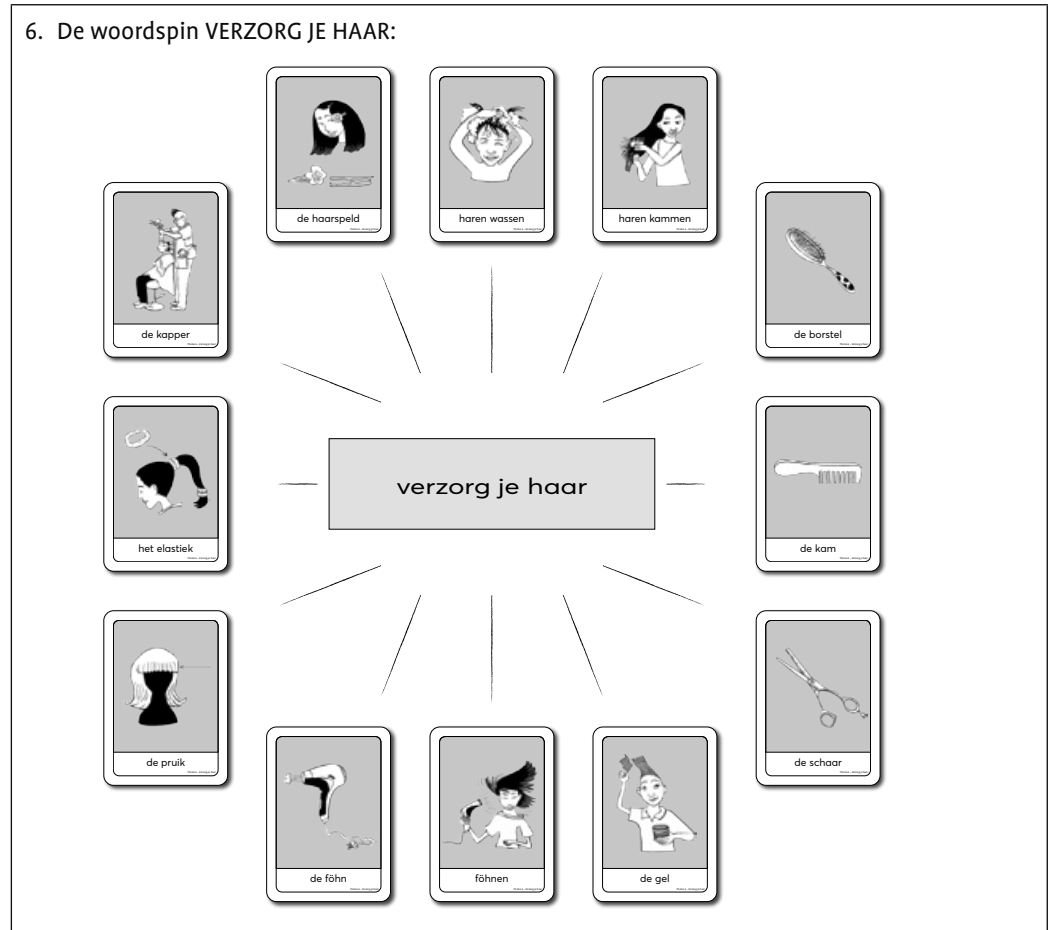 6. De woordspin VERZORG JE HAAR:
de haarspeld
haren wassen
haren kammen
de kapper
de borstel
het elastiek
verzorg je haar
de kam
de pruik
de schaar
de föhn
föhnen
de gel